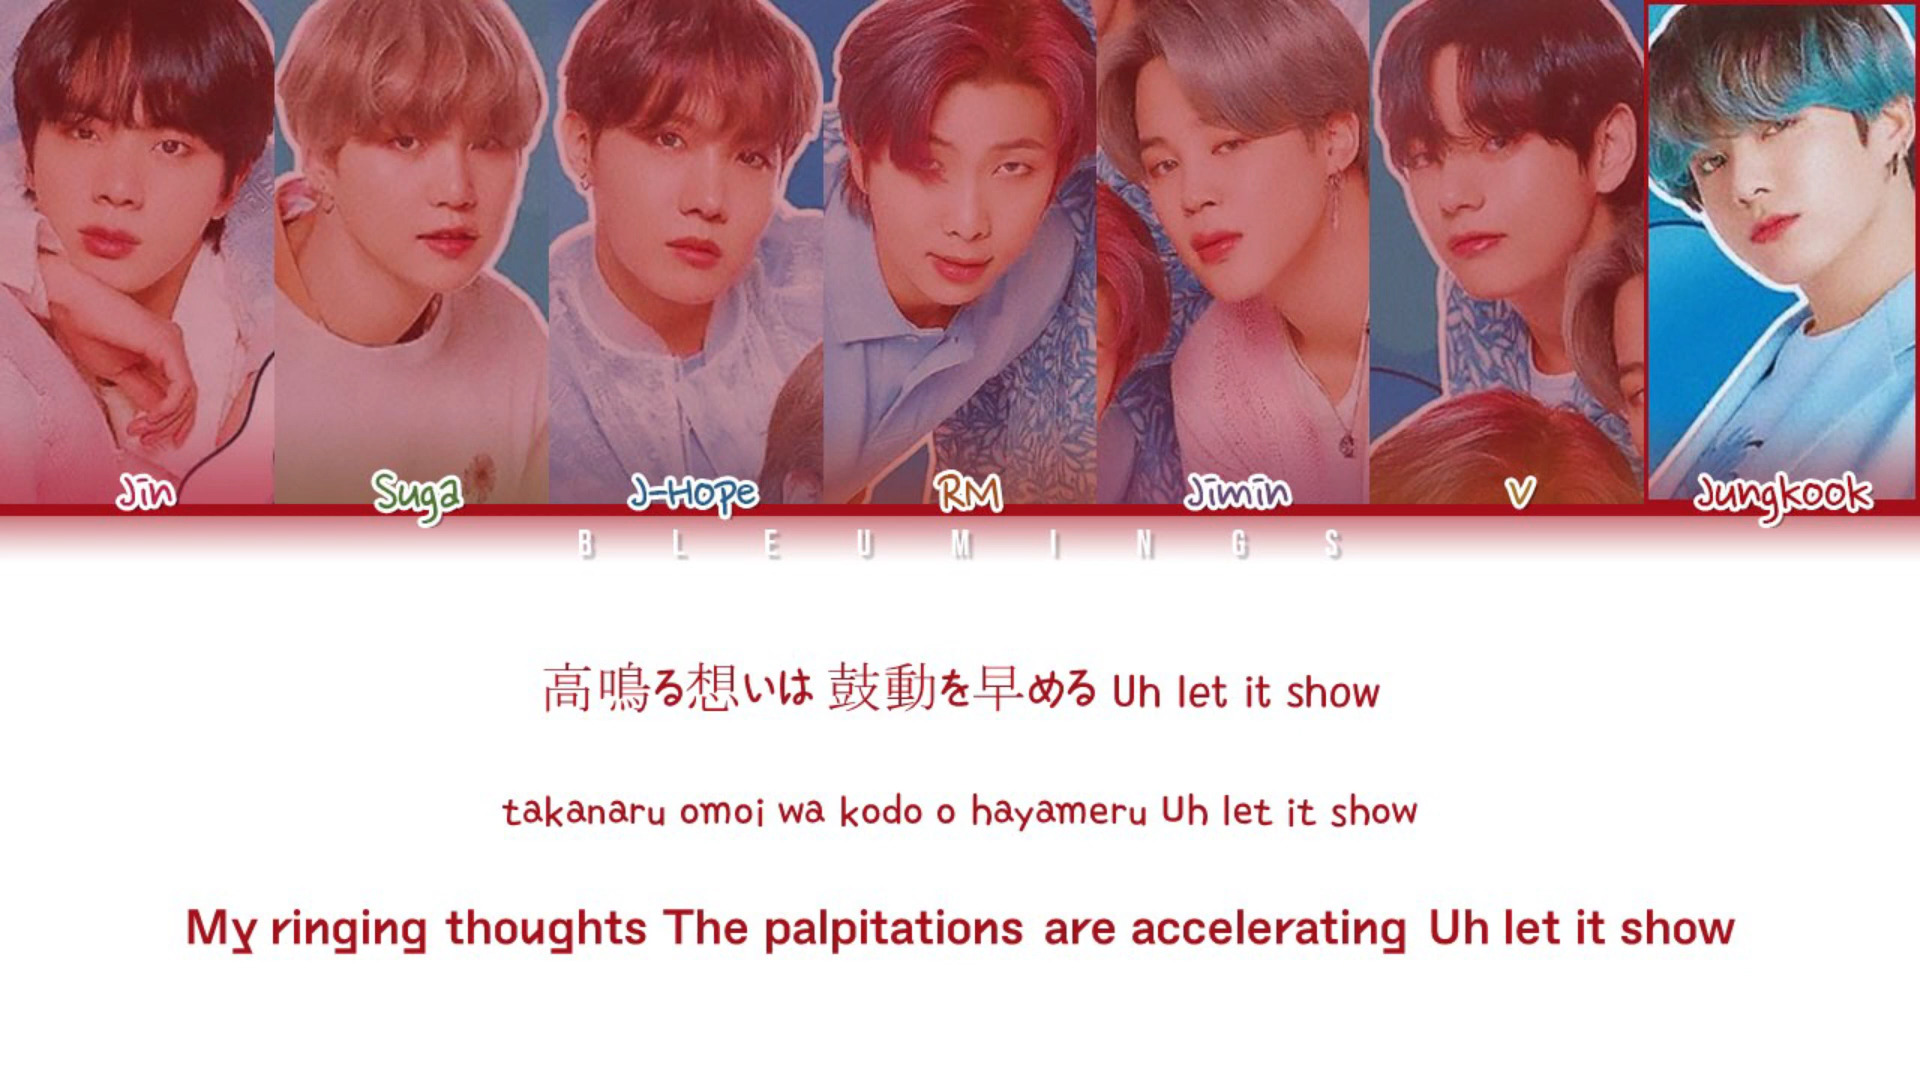 Jin Suga J-Hope RM Jimin V Jungkook
BLEUMINGS
高鳴る想いは 鼓動を早める Uh let it show
takanaru omoi wa kodo o hayameru Uh let it show
My ringing thoughts The palpitations are accelerating Uh let it show